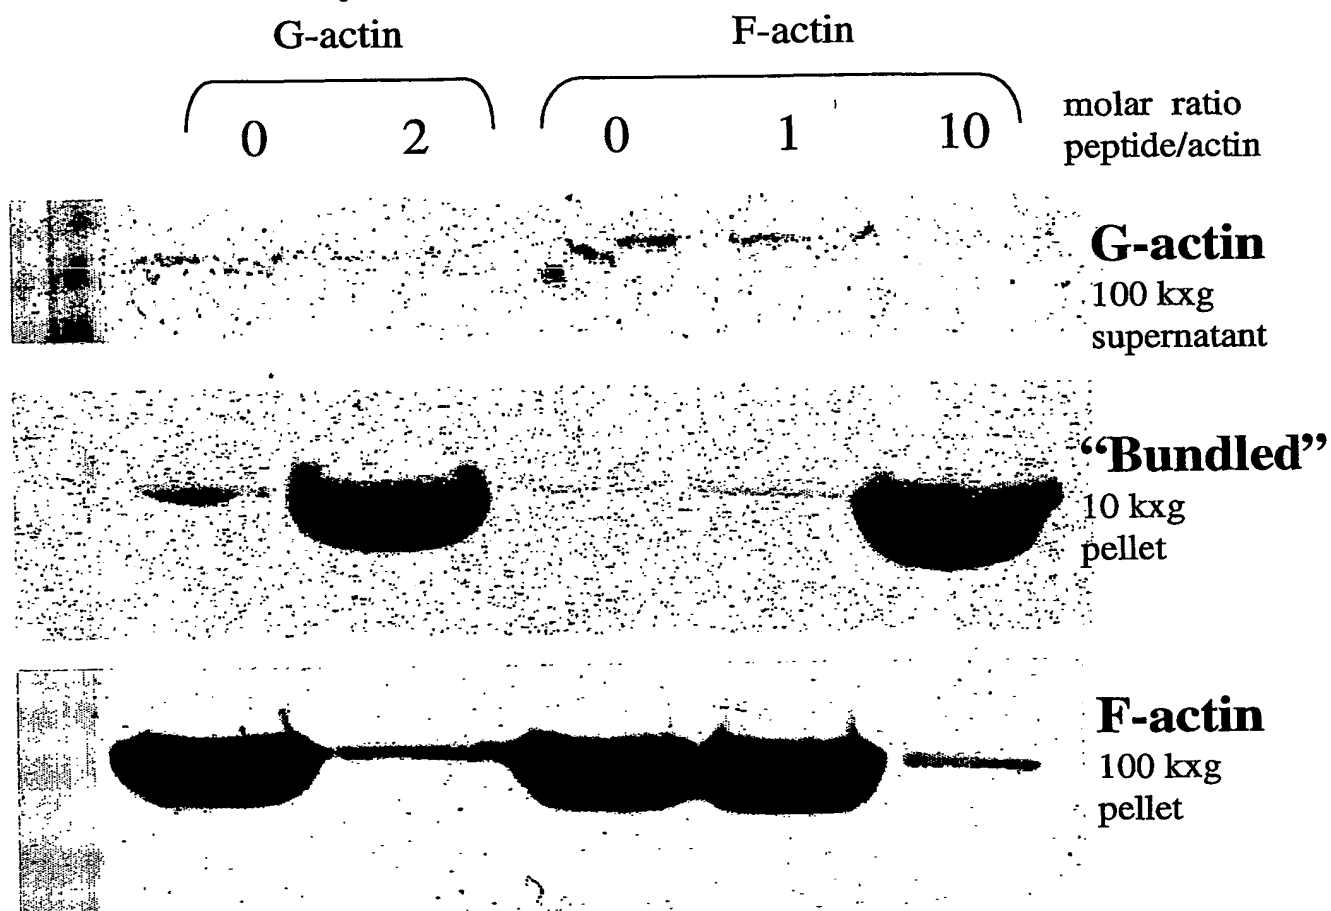 G-actin
F-actin
0
2
0
1
10
molar ratio
peptide/actin
G-actin
100 kxg
supernatant
“Bundled”
10 kxg
pellet
F-actin
100 kxg
pellet